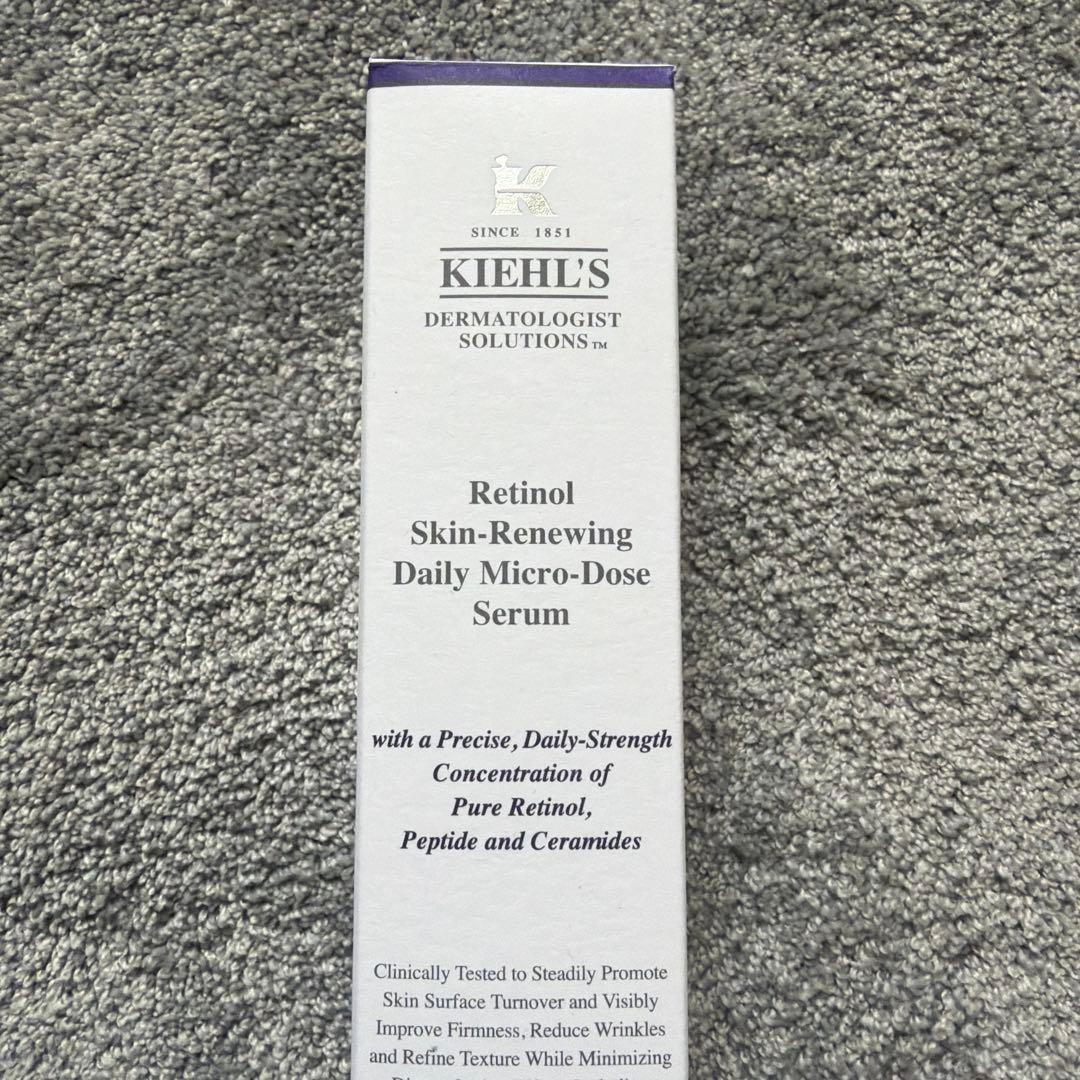 K
SINCE 1851
KIEHL'S
DERMATOLOGIST
SOLUTIONS™
Retinol
Skin-Renewing
Daily Micro-Dose
Serum
with a Precise, Daily-Strength
Concentration of
Pure Retinol,
Peptide and Ceramides
Clinically Tested to Steadily Promote
Skin Surface Turnover and Visibly
Improve Firmness, Reduce Wrinkles
and Refine Texture While Minimizing